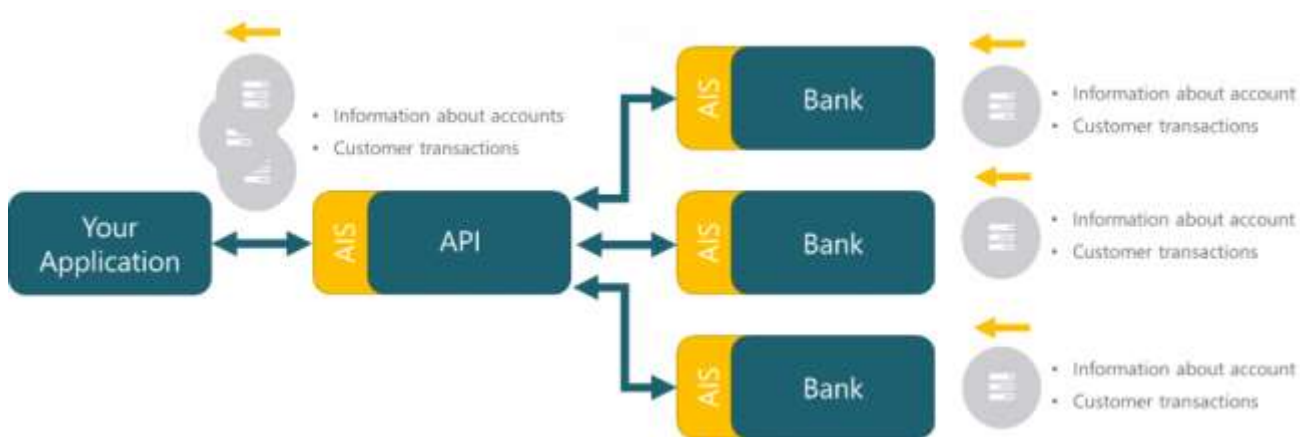 • Information about accounts
• Customer transactions
Your
Application
AIS
API
AIS
Bank
• Information about account
• Customer transactions
AIS
Bank
• Information about account
• Customer transactions
AIS
Bank
• Information about account
• Customer transactions